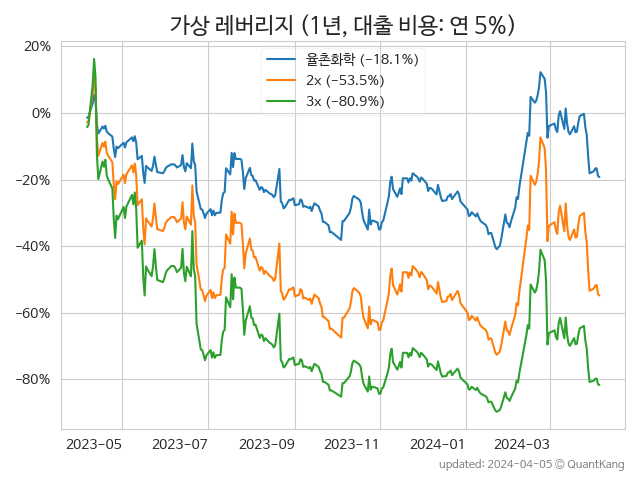 가상 레버리지 (1년, 대출 비용: 연 5%)
율촌화학 (−18.1%)
2x (−53.5%)
3x (−80.9%)
20%
0%
−20%
−40%
−60%
−80%
2023-05 2023-07 2023-09 2023-11 2024-01 2024-03
updated: 2024-04-05 © QuantKang